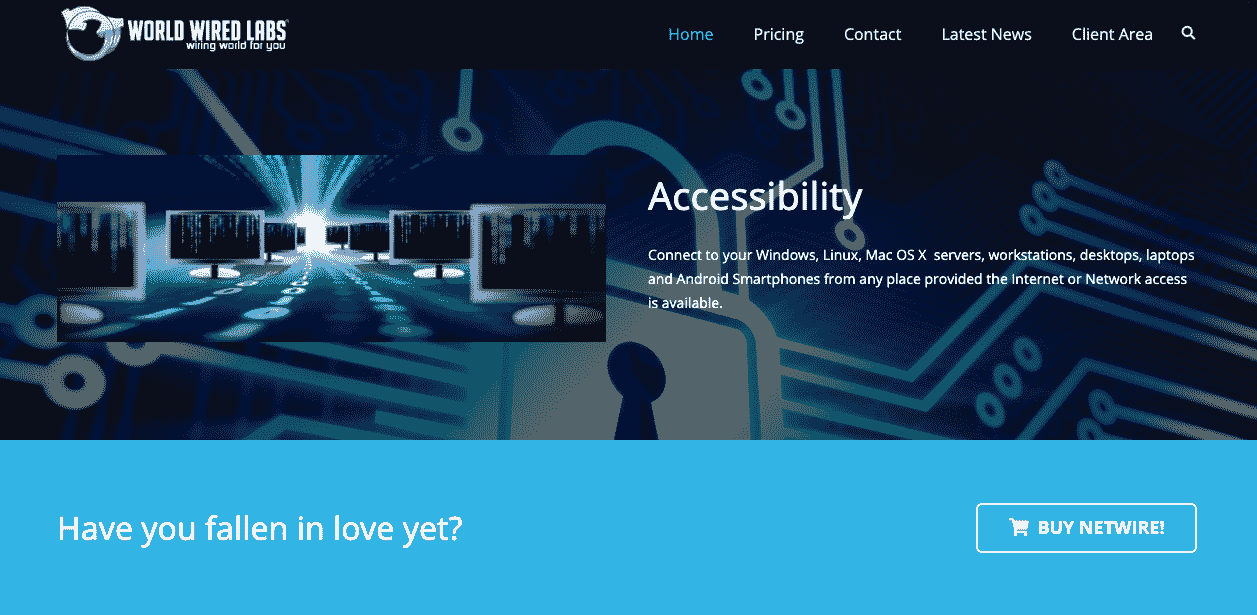 WORLD WIRED LABS
wiring world for you
Home
Pricing
Contact
Latest News
Client Area
Accessibility
Connect to your Windows, Linux, Mac OS X  servers, workstations, desktops, laptops
and Android Smartphones from any place provided the Internet or Network access
is available.
Have you fallen in love yet?
BUY NETWIRE!